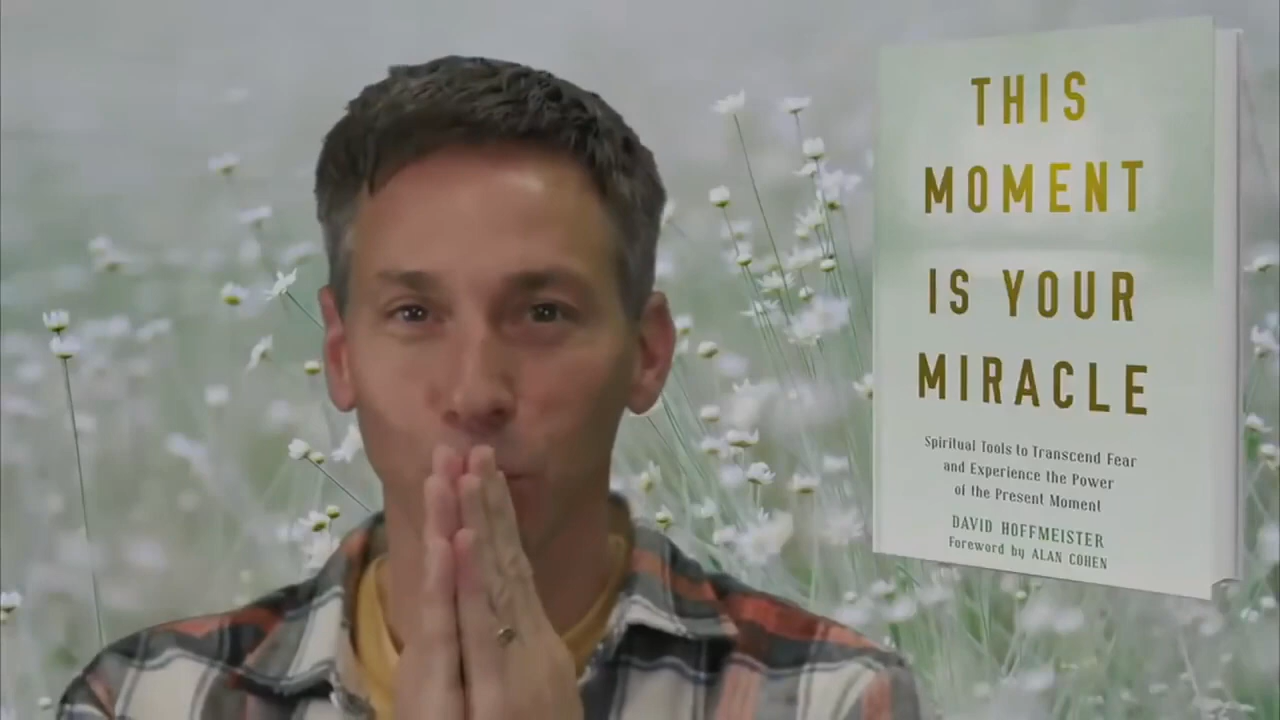 THIS
MOMENT
IS YOUR
MIRACLE
Spiritual Tools to Transcend Fear
and Experience the Power
of the Present Moment
DAVID HOFFMEISTER
Foreword by ALAN COHEN